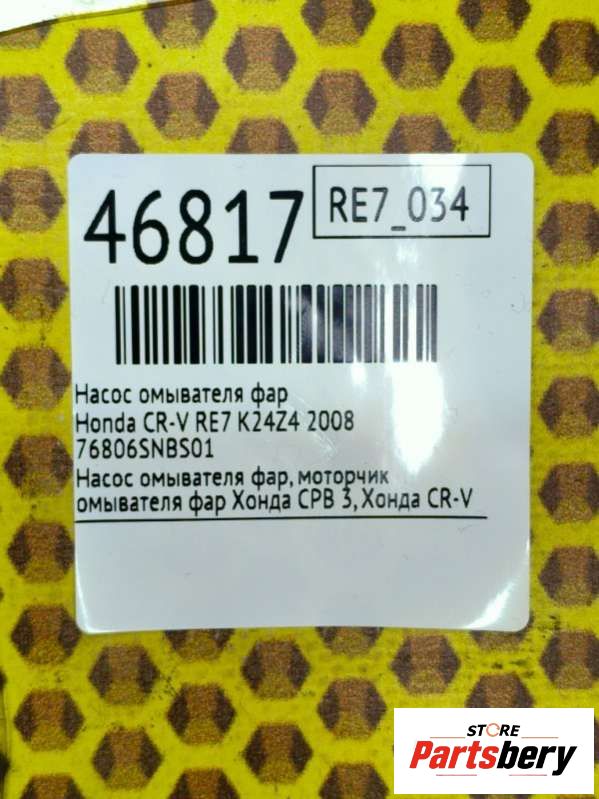 46817
RE7_034
Насос омывателя фар
Honda CR-V RE7 K24Z4 2008
76806SNBS01
Насос омывателя фар, моторчик
омывателя фар Хонда СРВ 3, Хонда CR-V
STORE
Partsbery